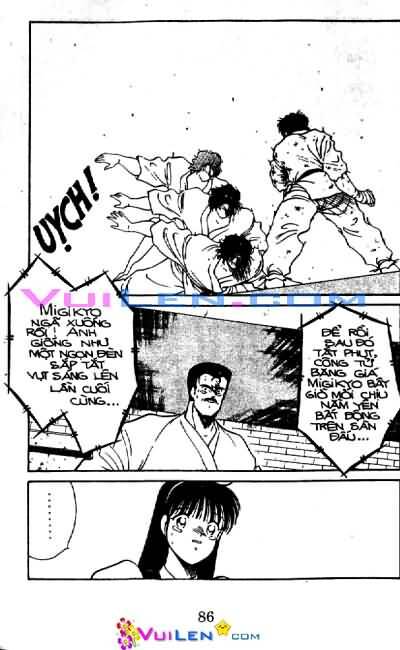 UỴCH!
MIGIKYO
NGÃ XUỐNG
RỒI! ANH
GIỐNG NHƯ
MỘT NGỌN ĐÈN
SẮP TẮT
VỤT SÁNG LÊN
LẦN CUỐI
CÙNG...
ĐỂ RỒI,
SAU ĐÓ
TẮT PHỤT,
CÔNG TỬ
BĂNG GIÁ
MIGIKYO BÂY
GIỜ MỚI CHỊU
NẰM YÊN
BẤT ĐỘNG
TRÊN SÀN
ĐẤU...
VUILEN.COM
.........
86
VUILEN.COM